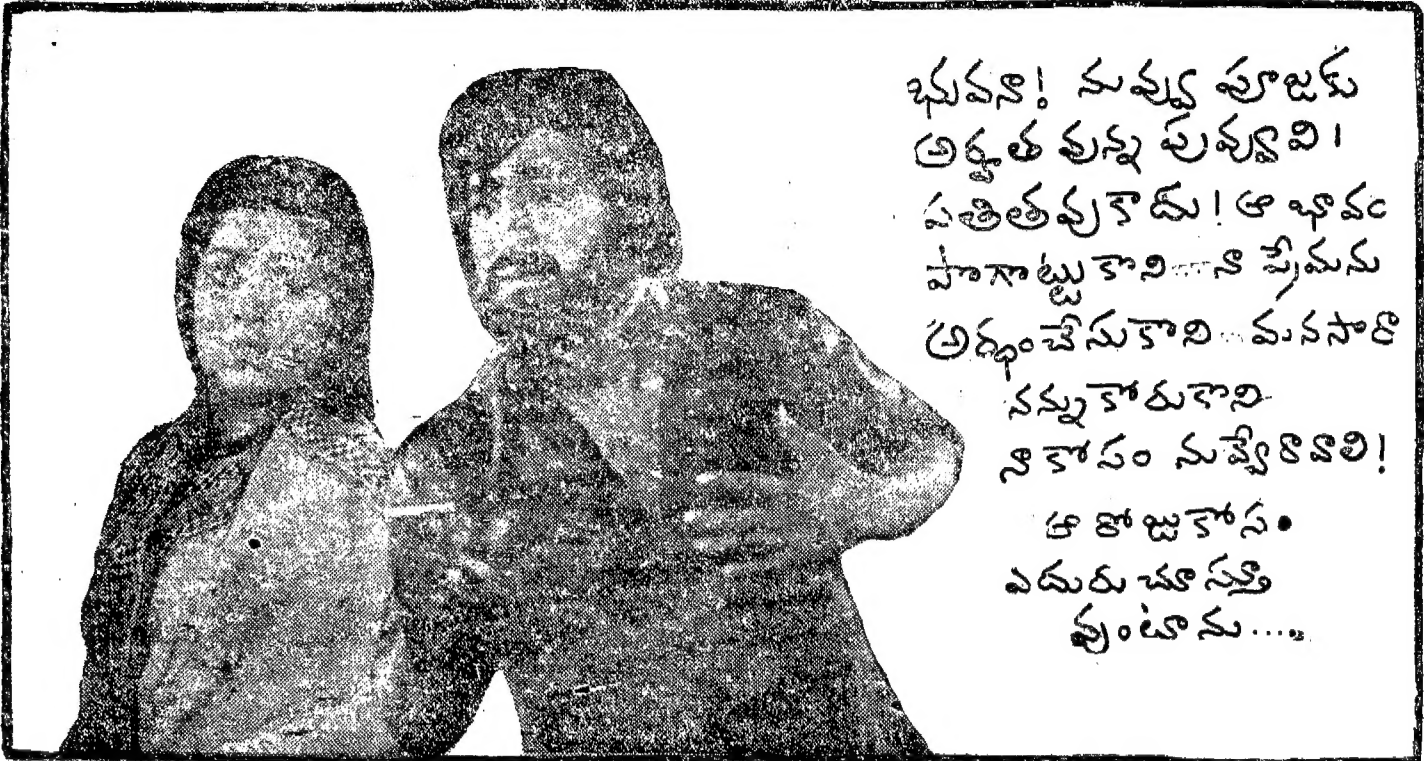 భువనా! నువ్వు పూజకు
అర్హత వున్న పువ్వువి!
పతితవుకాదు! ఆ భావం
పొగొట్టుకొని....నా ప్రేమను
అర్థంచేసుకొని...మనసారా
నన్ను కోరుకొని
నా కోసం నువ్వేరావాలి!
ఆ రోజుకోసం
ఎదురు చూస్తూ
వుంటాను.....